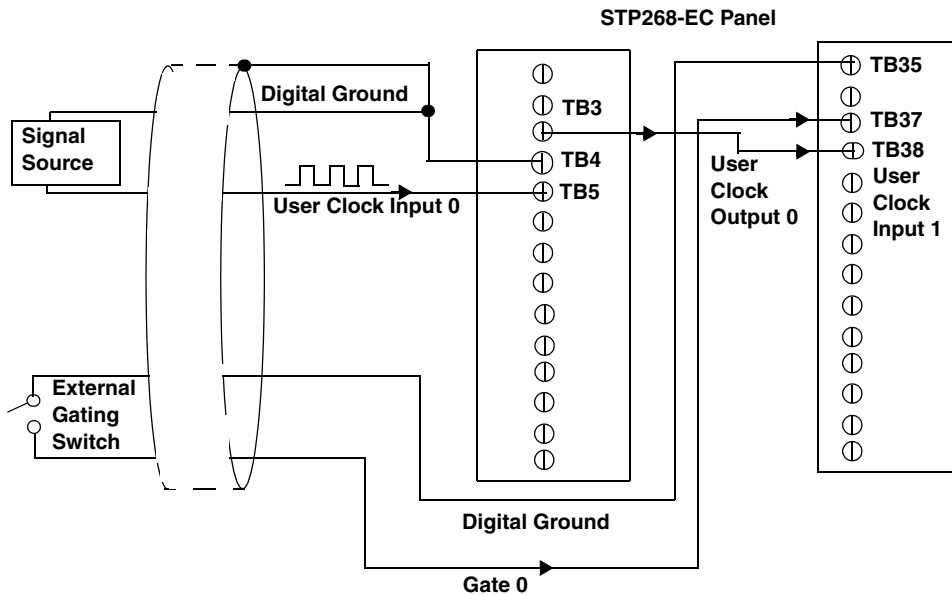 STP268-EC Panel
TB35
Digital Ground
TB3
TB37
Signal
Source
TB4
TB38
User Clock Input 0
TB5
User
Clock
Output 0
User
Clock
Input 1
External
Gating
Switch
Digital Ground
Gate 0